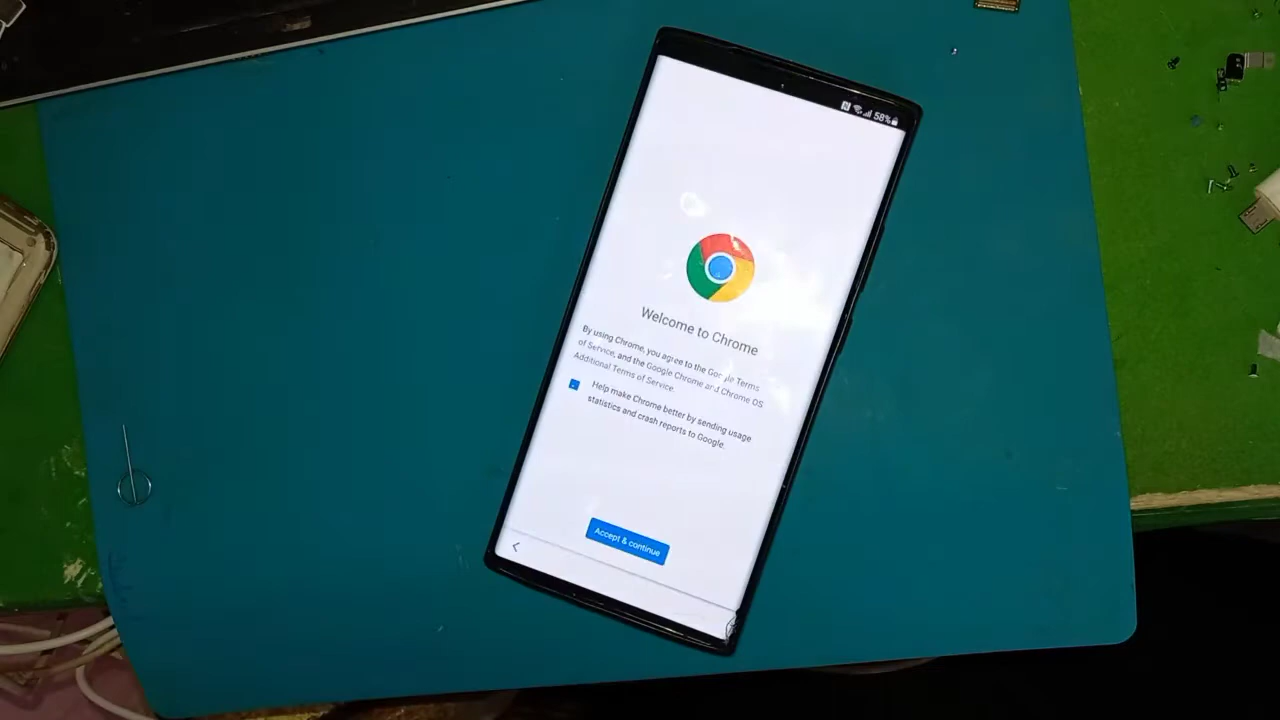 58%
Welcome to Chrome
By using Chrome, you agree to the Google Terms
of Service, and the Google Chrome and Chrome OS
Additional Terms of Service.
Help make Chrome better by sending usage
statistics and crash reports to Google.
Accept & continue